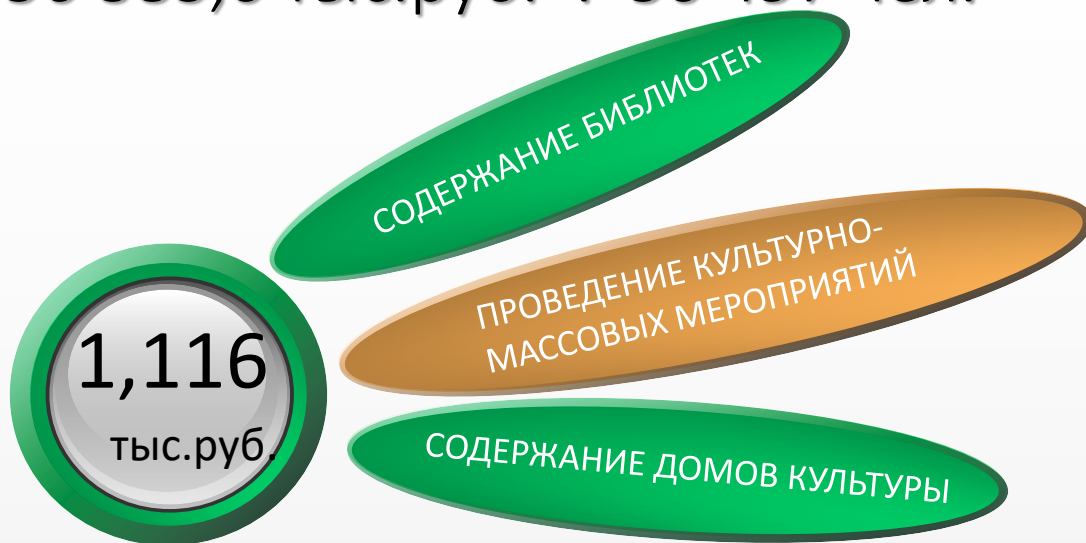 СОДЕРЖАНИЕ БИБЛИОТЕК
ПРОВЕДЕНИЕ КУЛЬТУРНО-
МАССОВЫХ МЕРОПРИЯТИЙ
1,116
тыс.руб.
СОДЕРЖАНИЕ ДОМОВ КУЛЬТУРЫ